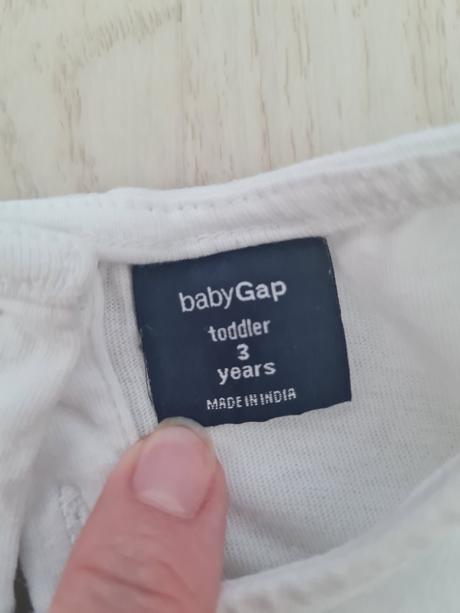 babyGap
toddler
3
years
MADE IN INDIA